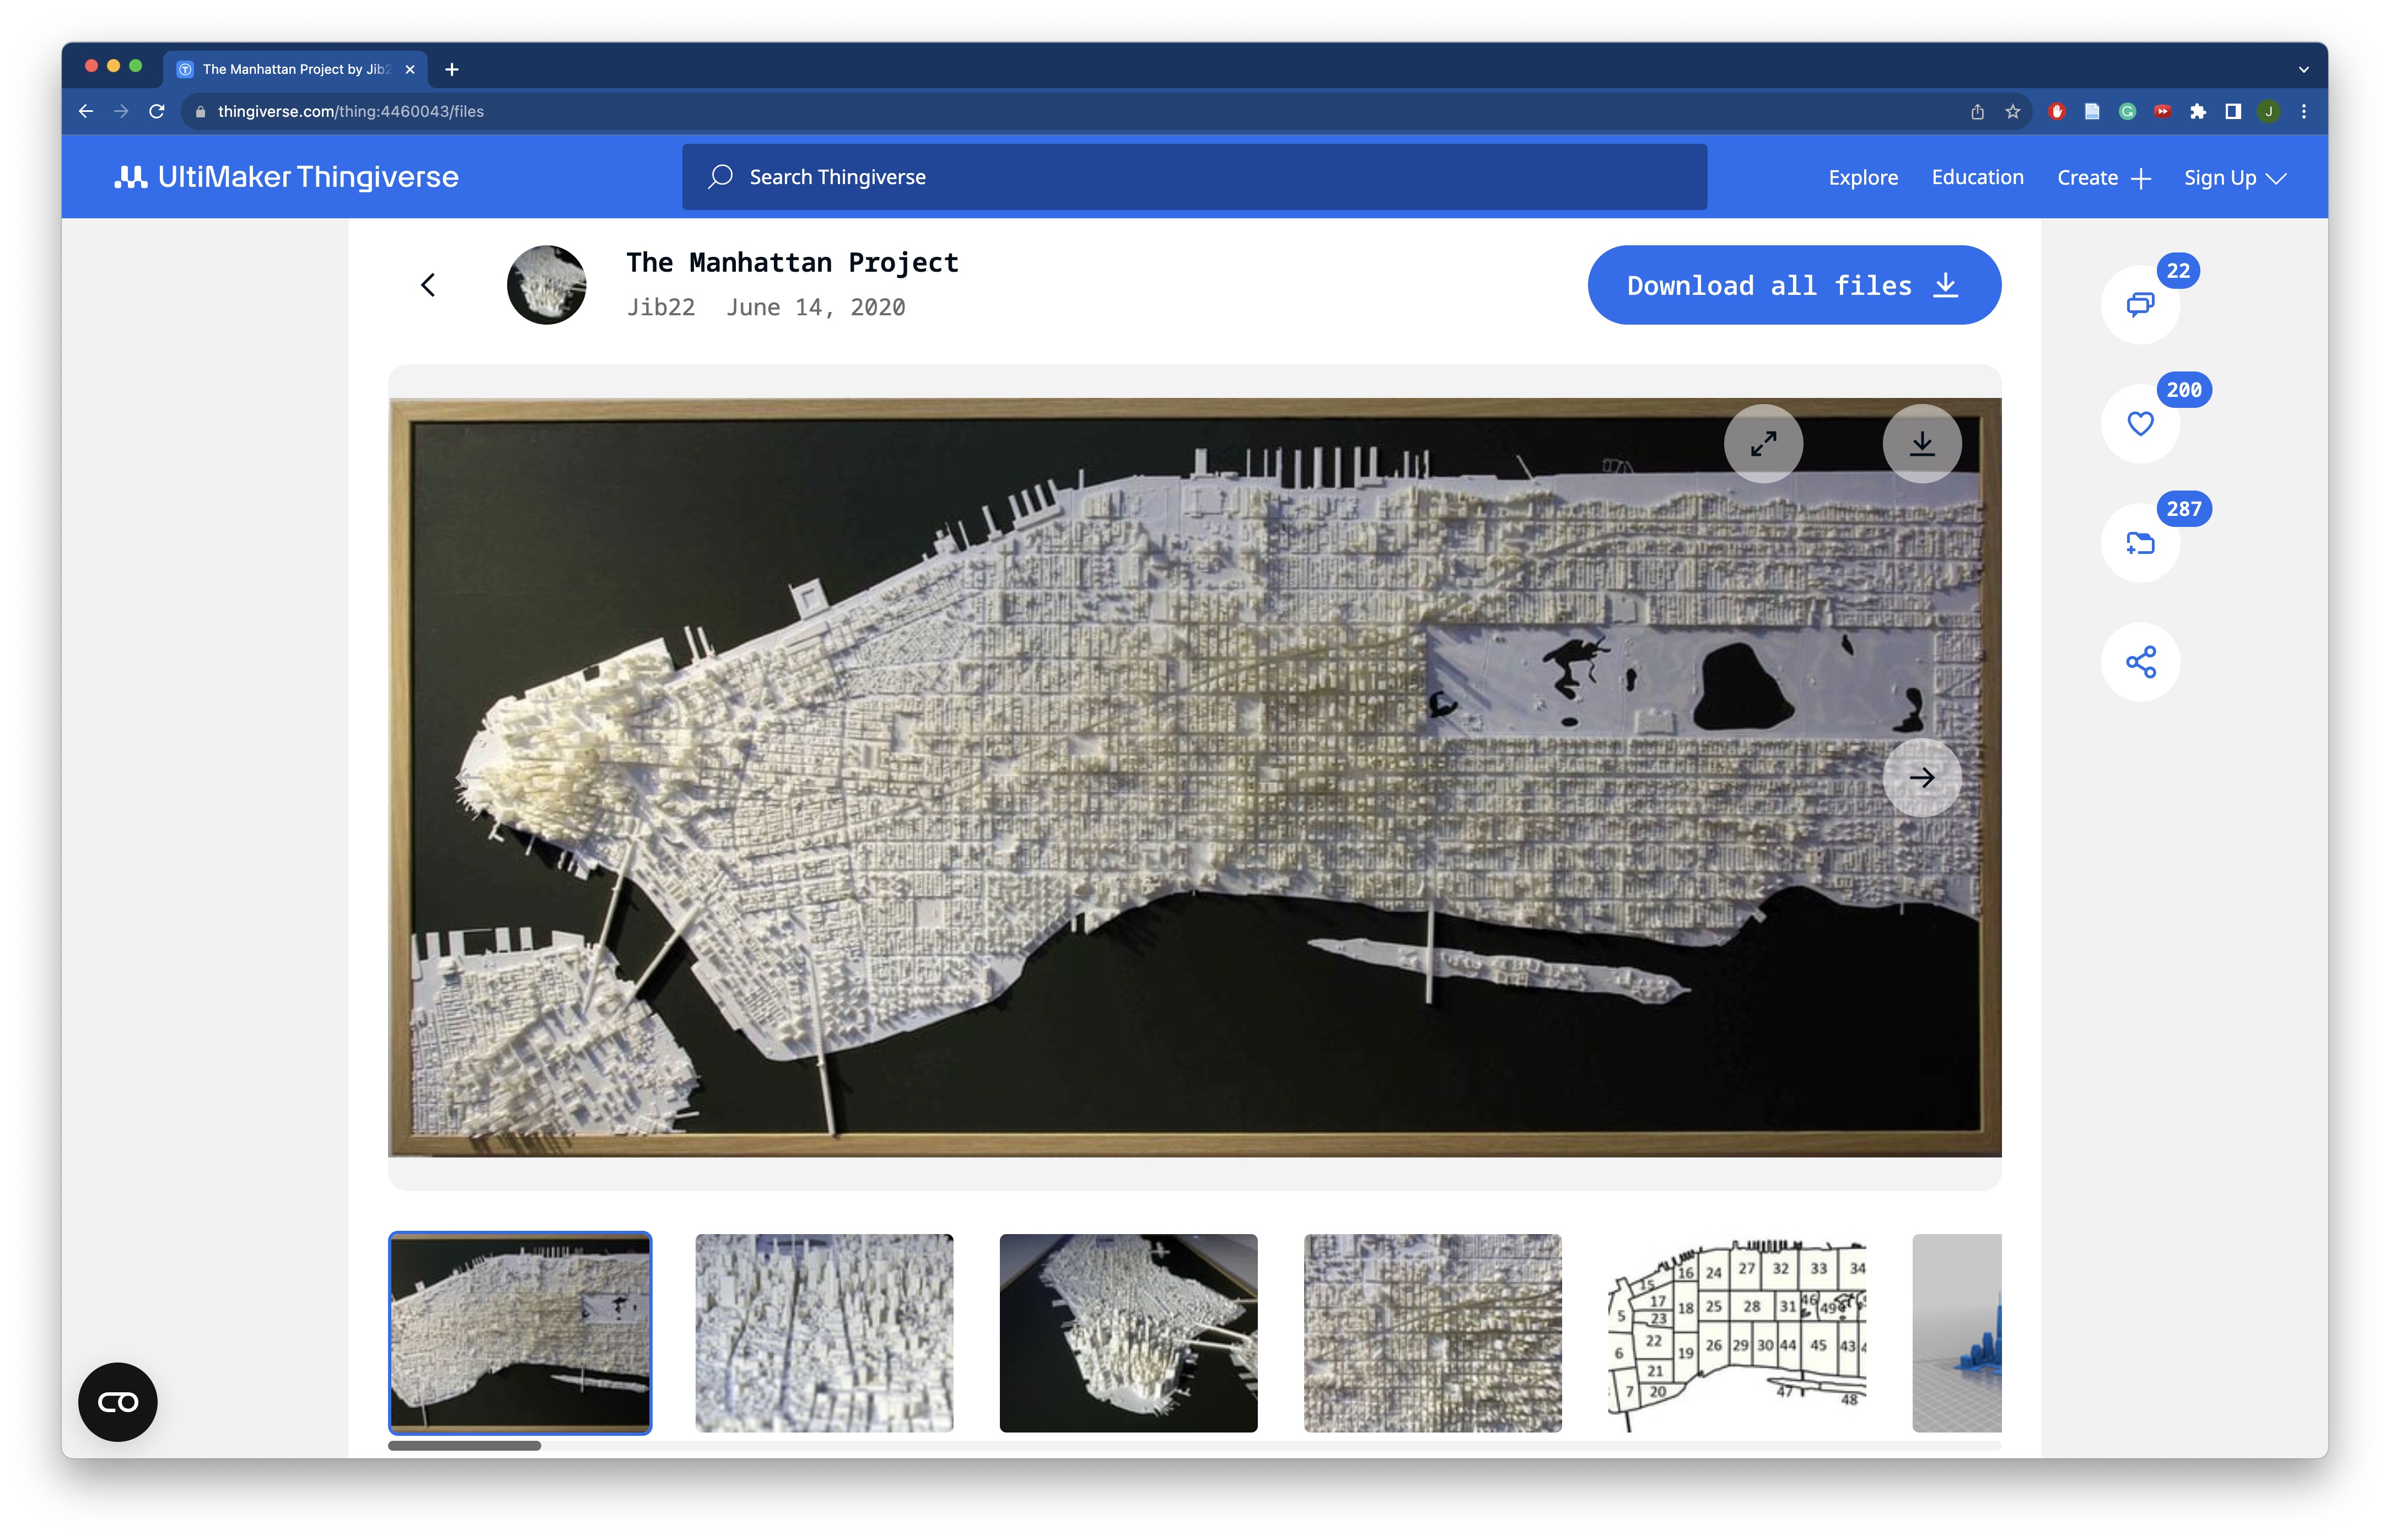 The Manhattan Project by Jib2
thingiverse.com/thing:4460043/files
J
UltiMaker Thingiverse
Search Thingiverse
Explore
Education
Create
Sign Up
The Manhattan Project
Jib22 June 14, 2020
Download all files
22
200
287
16 24 27 32 33 34
15
17 18 25 28 31 46 49
5 23
22 26 29 30 44 45 43 4
6 19
21
7 20 47 48